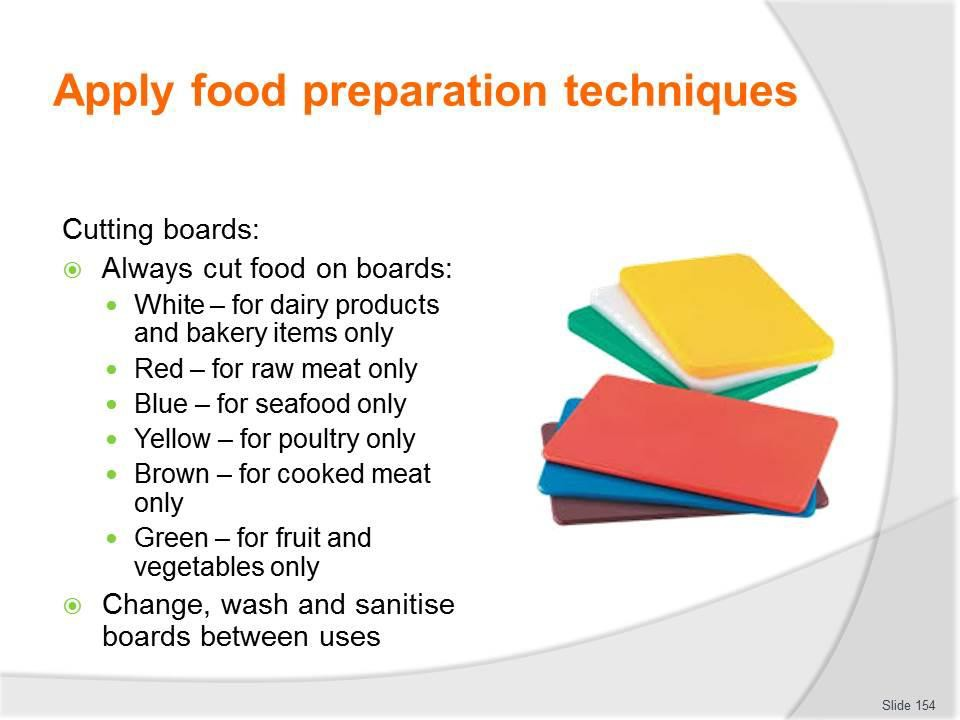 Apply food preparation techniques
Cutting boards:
Always cut food on boards:
White – for dairy products
and bakery items only
Red – for raw meat only
Blue – for seafood only
Yellow – for poultry only
Brown – for cooked meat
only
Green – for fruit and
vegetables only
Change, wash and sanitise
boards between uses
Slide 154